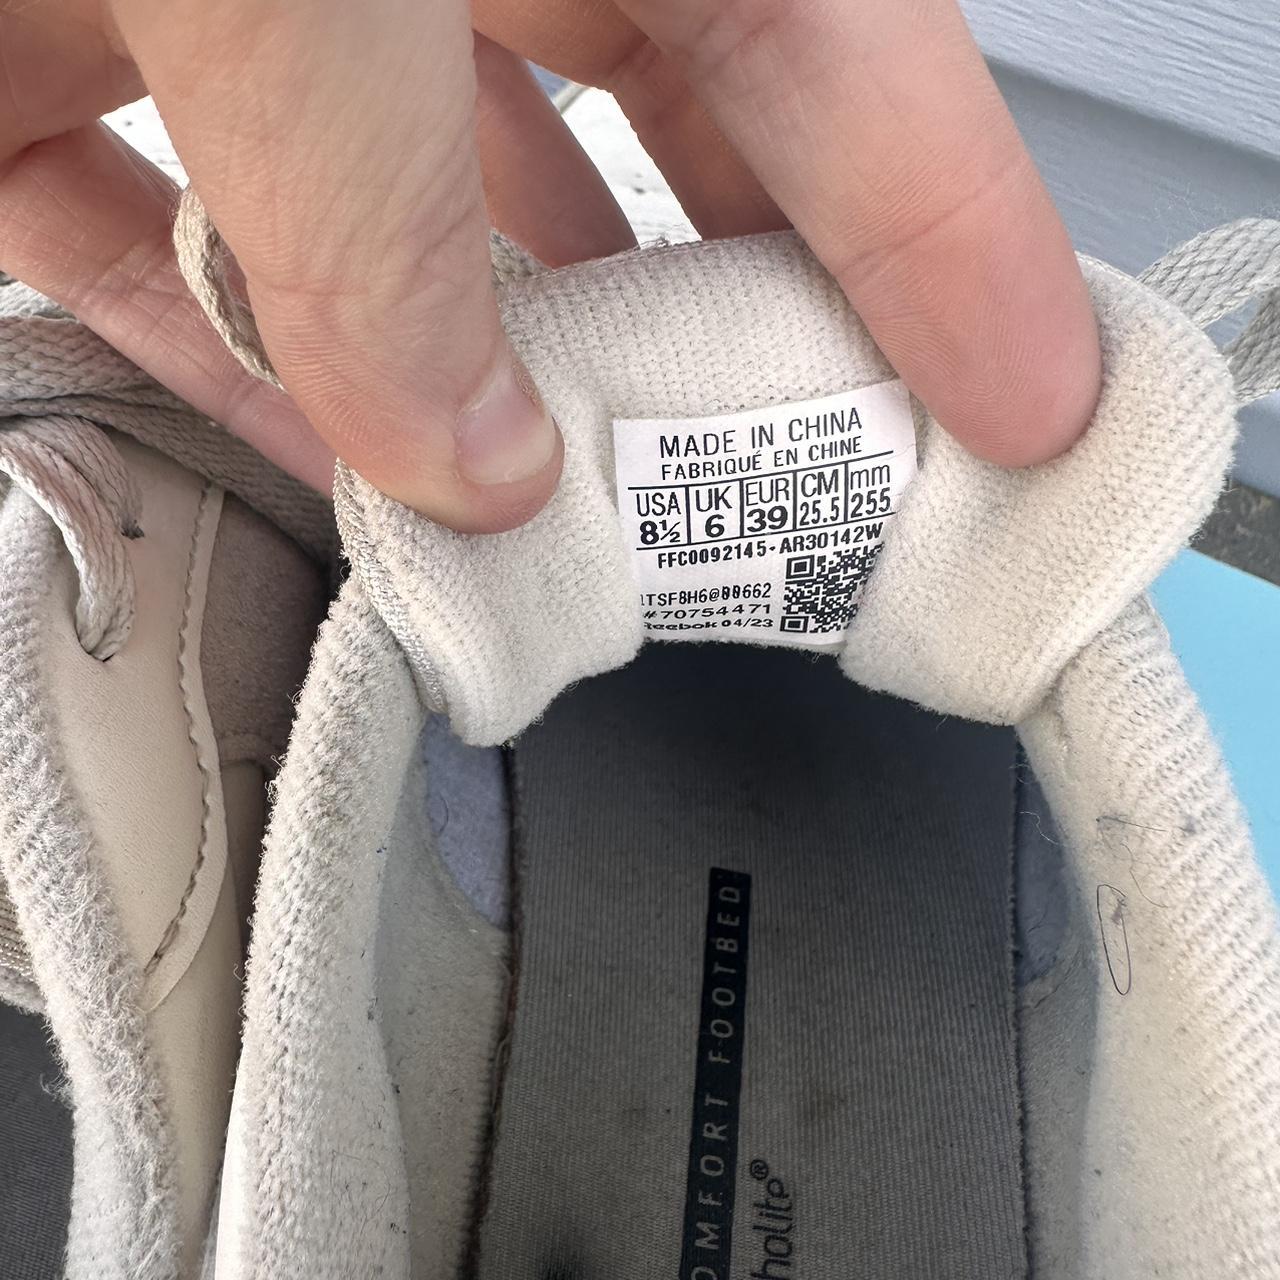 MADE IN CHINA
FABRIQUÉ EN CHINE
USA UK EUR CM mm
8½ 6 39 25.5 255
FFC0092145-AR30142W
#70754471
Reebok 04/23
FOOTBED